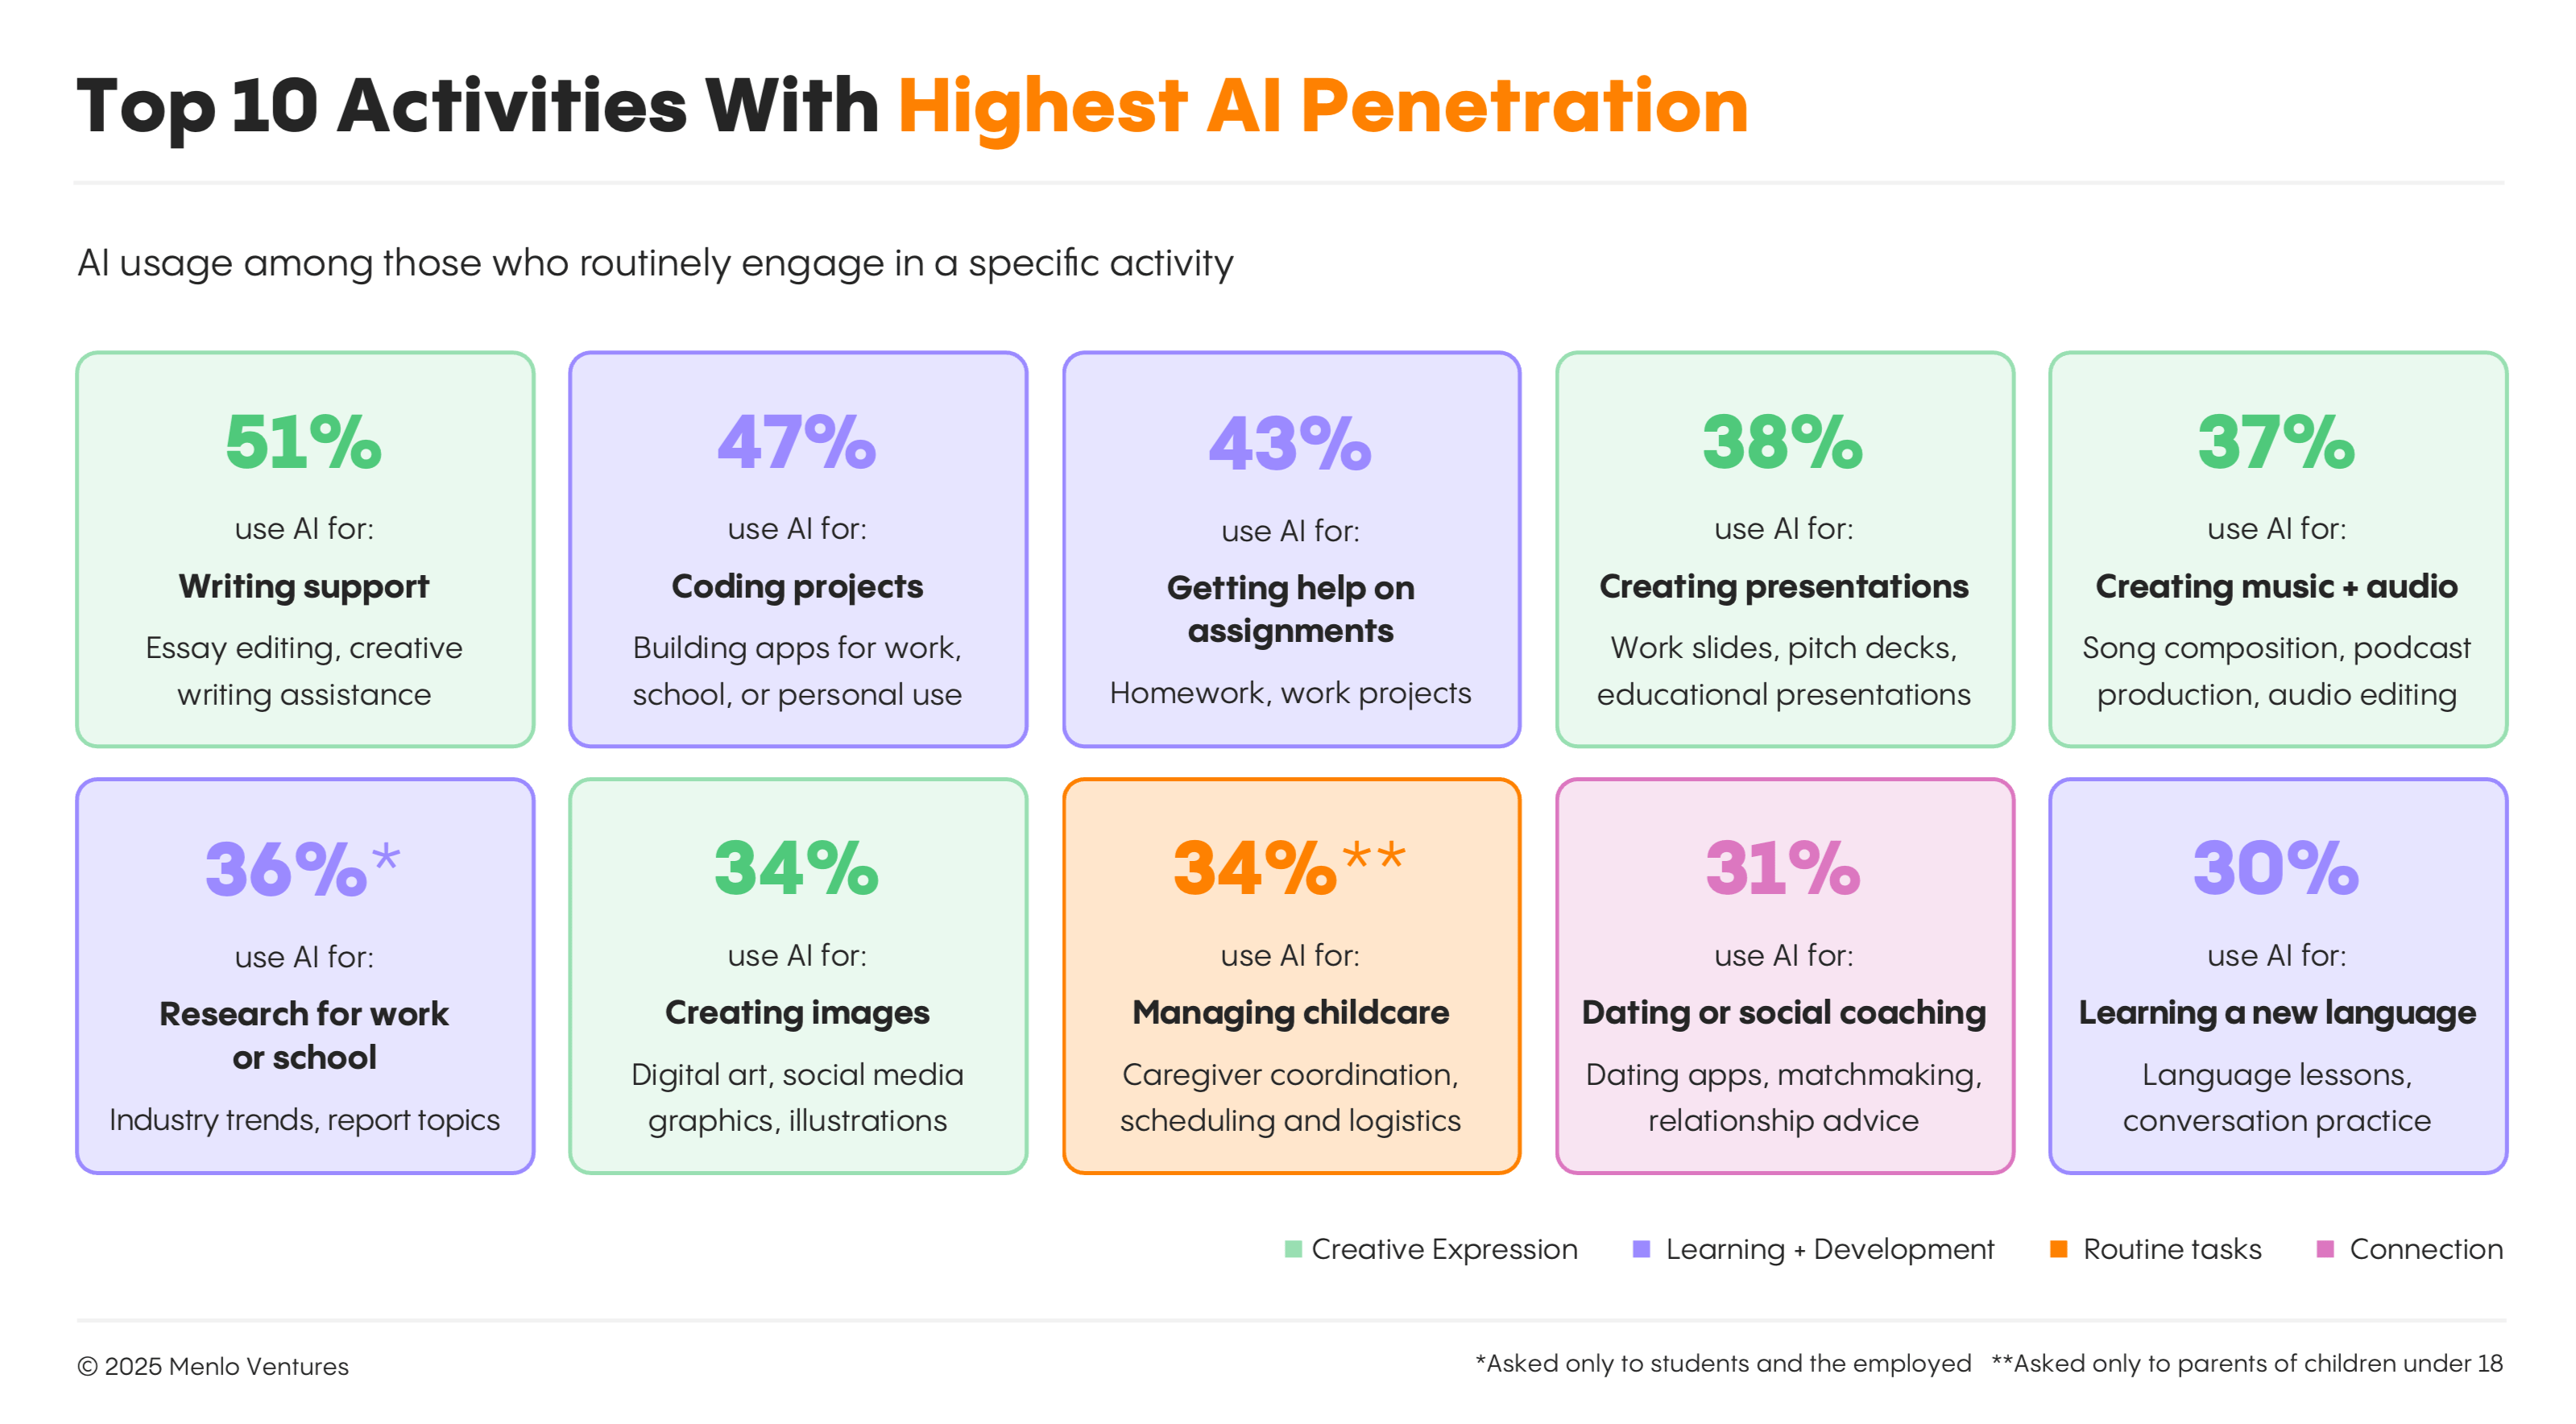 Top 10 Activities With Highest AI Penetration
AI usage among those who routinely engage in a specific activity
51%
use AI for:
Writing support
Essay editing, creative
writing assistance
47%
use AI for:
Coding projects
Building apps for work,
school, or personal use
43%
use AI for:
Getting help on
assignments
Homework, work projects
38%
use AI for:
Creating presentations
Work slides, pitch decks,
educational presentations
37%
use AI for:
Creating music + audio
Song composition, podcast
production, audio editing
36%*
use AI for:
Research for work
or school
Industry trends, report topics
34%
use AI for:
Creating images
Digital art, social media
graphics, illustrations
34%**
use AI for:
Managing childcare
Caregiver coordination,
scheduling and logistics
31%
use AI for:
Dating or social coaching
Dating apps, matchmaking,
relationship advice
30%
use AI for:
Learning a new language
Language lessons,
conversation practice
Creative Expression
Learning + Development
Routine tasks
Connection
© 2025 Menlo Ventures
*Asked only to students and the employed **Asked only to parents of children under 18